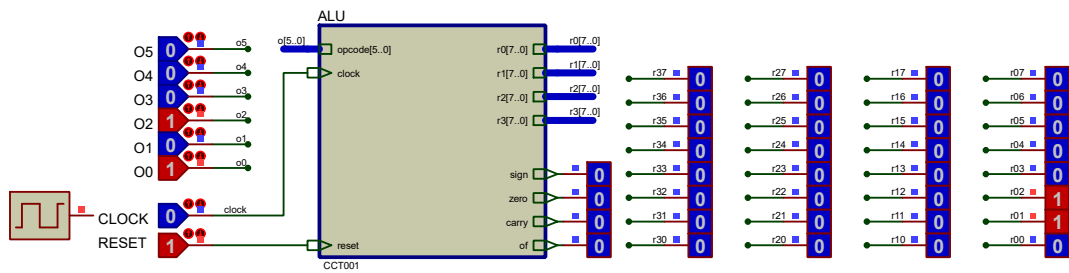 ALU
O5 0 o5 o[5..0] opcode[5..0] r0[7..0] r0[7..0]
O4 0 o4 clock r1[7..0] r1[7..0] r37 0 r27 0 r17 0 r07 0
O3 0 o3 r2[7..0] r2[7..0] r36 0 r26 0 r16 0 r06 0
O2 1 o2 r3[7..0] r3[7..0] r35 0 r25 0 r15 0 r05 0
O1 0 o1 r34 0 r24 0 r14 0 r04 0
O0 1 o0 sign 0 r33 0 r23 0 r13 0 r03 0
zero 0 r32 0 r22 0 r12 0 r02 1
CLOCK 0 clock carry 0 r31 0 r21 0 r11 0 r01 1
RESET 1 reset of 0 r30 0 r20 0 r10 0 r00 0
CCT001